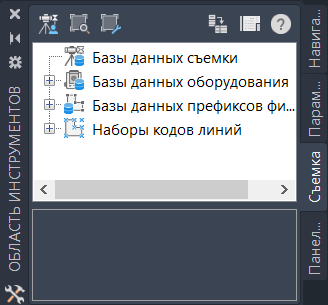 Базы данных съемки
Базы данных оборудования
Базы данных префиксов фи...
Наборы кодов линий
ОБЛАСТЬ ИНСТРУМЕНТОВ
Навига...
Парам...
Съемка
Панел...